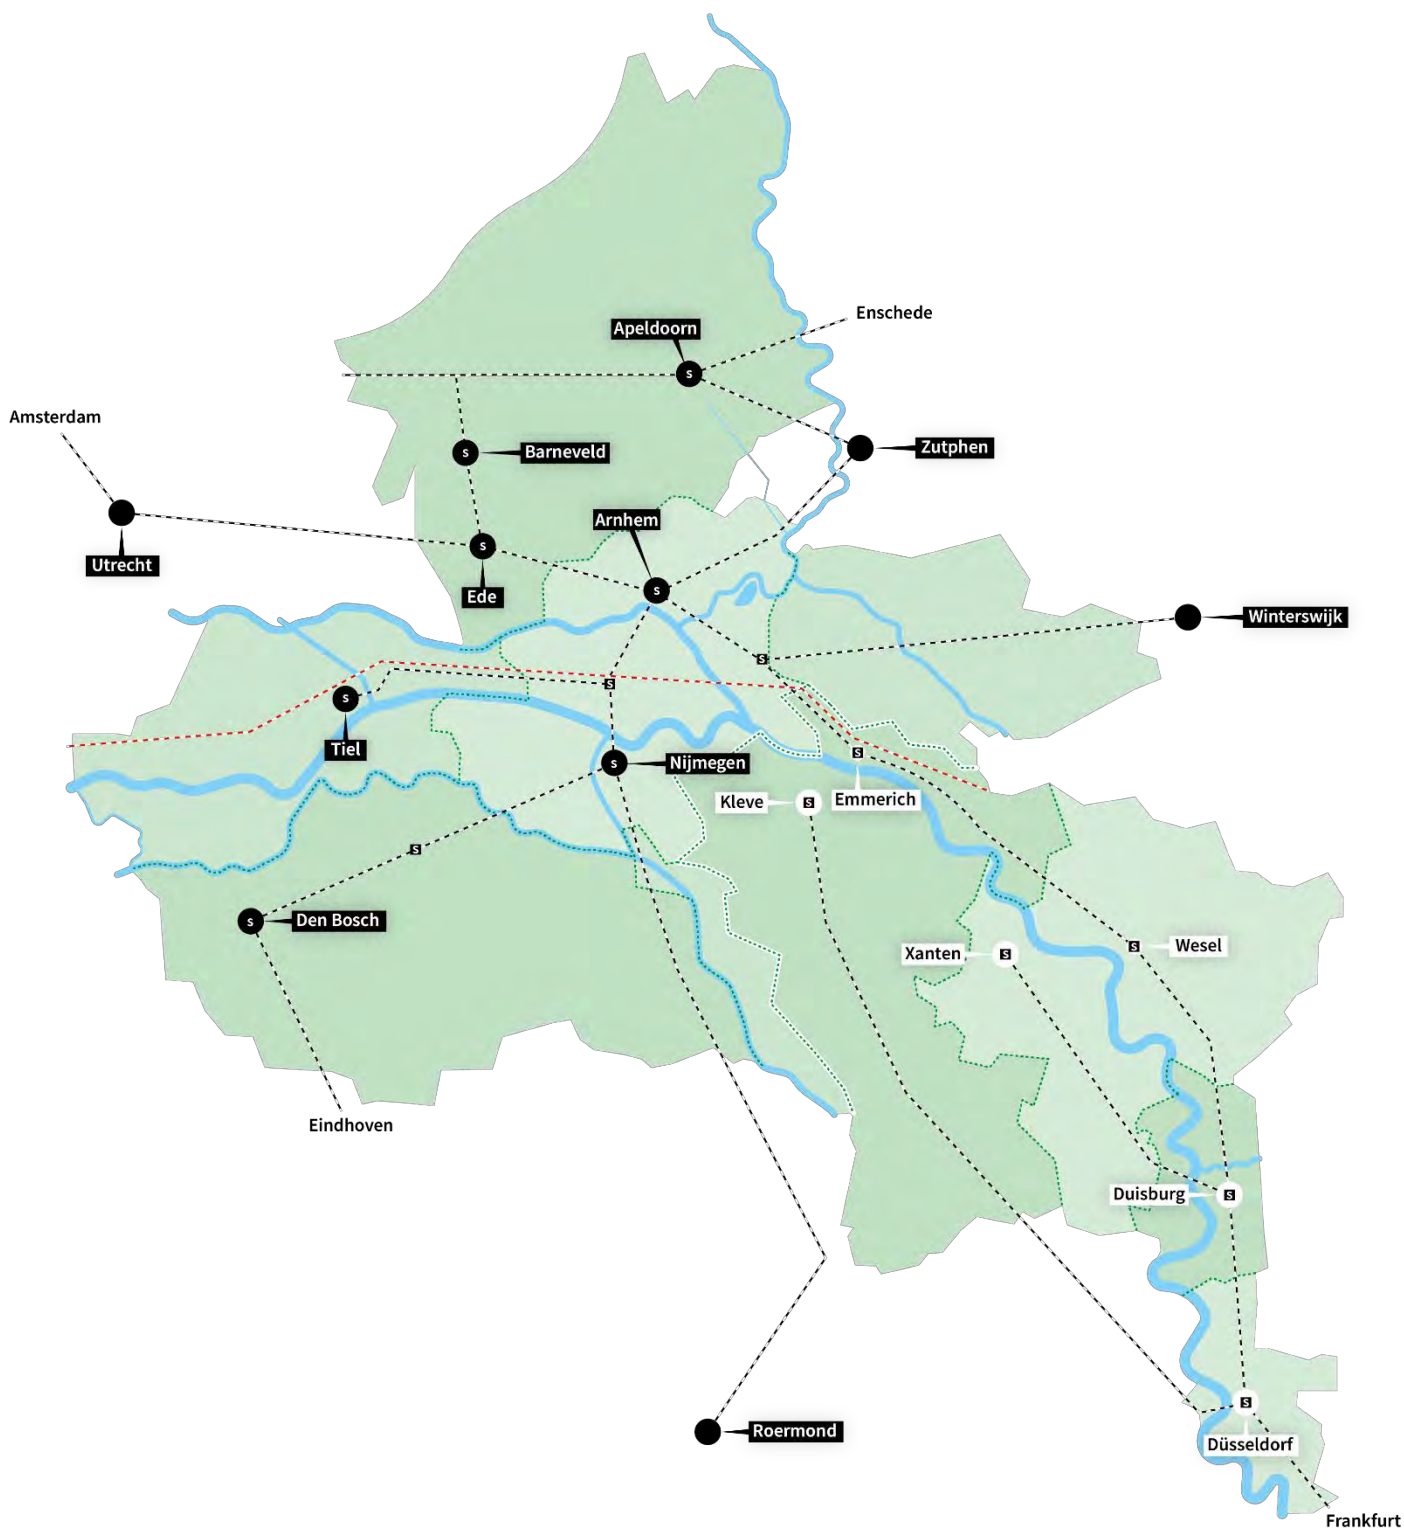 Enschede
Apeldoorn
s
Amsterdam
Zutphen
s
Barneveld
Arnhem
s
Utrecht
s
Ede
Winterswijk
S
S
s
Tiel
S
s
Nijmegen
Kleve
S
Emmerich
S
s
Den Bosch
Xanten
S
S
Wesel
Eindhoven
Duisburg
S
S
Roermond
Düsseldorf
Frankfurt